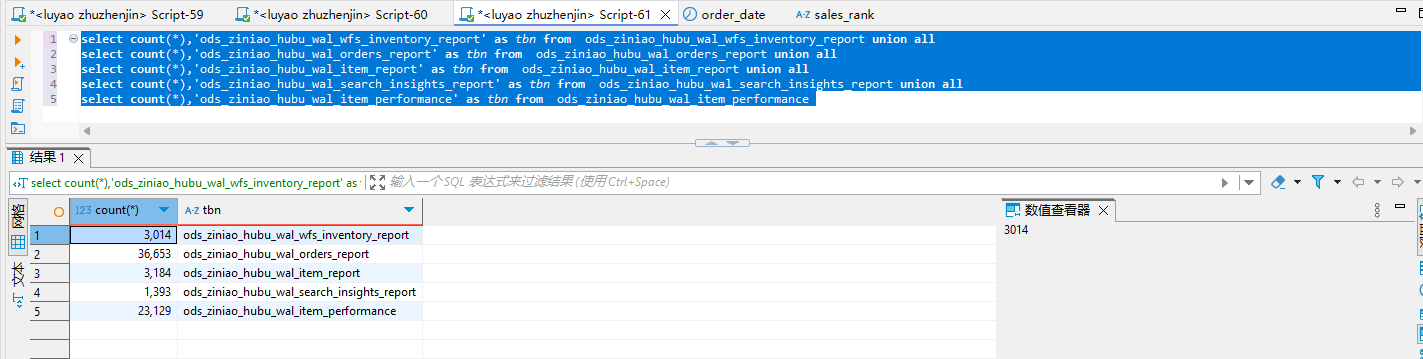 *<luyao zhuzhenjin> Script-59
*<luyao zhuzhenjin> Script-60
*<luyao zhuzhenjin> Script-61
order_date
A-Z sales_rank
1 select count(*),'ods_ziniao_hubu_wal_wfs_inventory_report' as tbn from  ods_ziniao_hubu_wal_wfs_inventory_report union all
2 select count(*),'ods_ziniao_hubu_wal_orders_report' as tbn from  ods_ziniao_hubu_wal_orders_report union all
3 select count(*),'ods_ziniao_hubu_wal_item_report' as tbn from  ods_ziniao_hubu_wal_item_report union all
4 select count(*),'ods_ziniao_hubu_wal_search_insights_report' as tbn from  ods_ziniao_hubu_wal_search_insights_report union all
5 select count(*),'ods_ziniao_hubu_wal_item_performance' as tbn from  ods_ziniao_hubu_wal_item_performance
结果 1
select count(*),'ods_ziniao_hubu_wal_wfs_inventory_report' as
输入一个 SQL 表达式来过滤结果 (使用 Ctrl+Space)
123 count(*) A-Z tbn
1 3,014 ods_ziniao_hubu_wal_wfs_inventory_report
2 36,653 ods_ziniao_hubu_wal_orders_report
3 3,184 ods_ziniao_hubu_wal_item_report
4 1,393 ods_ziniao_hubu_wal_search_insights_report
5 23,129 ods_ziniao_hubu_wal_item_performance
文本
数值查看器
3014